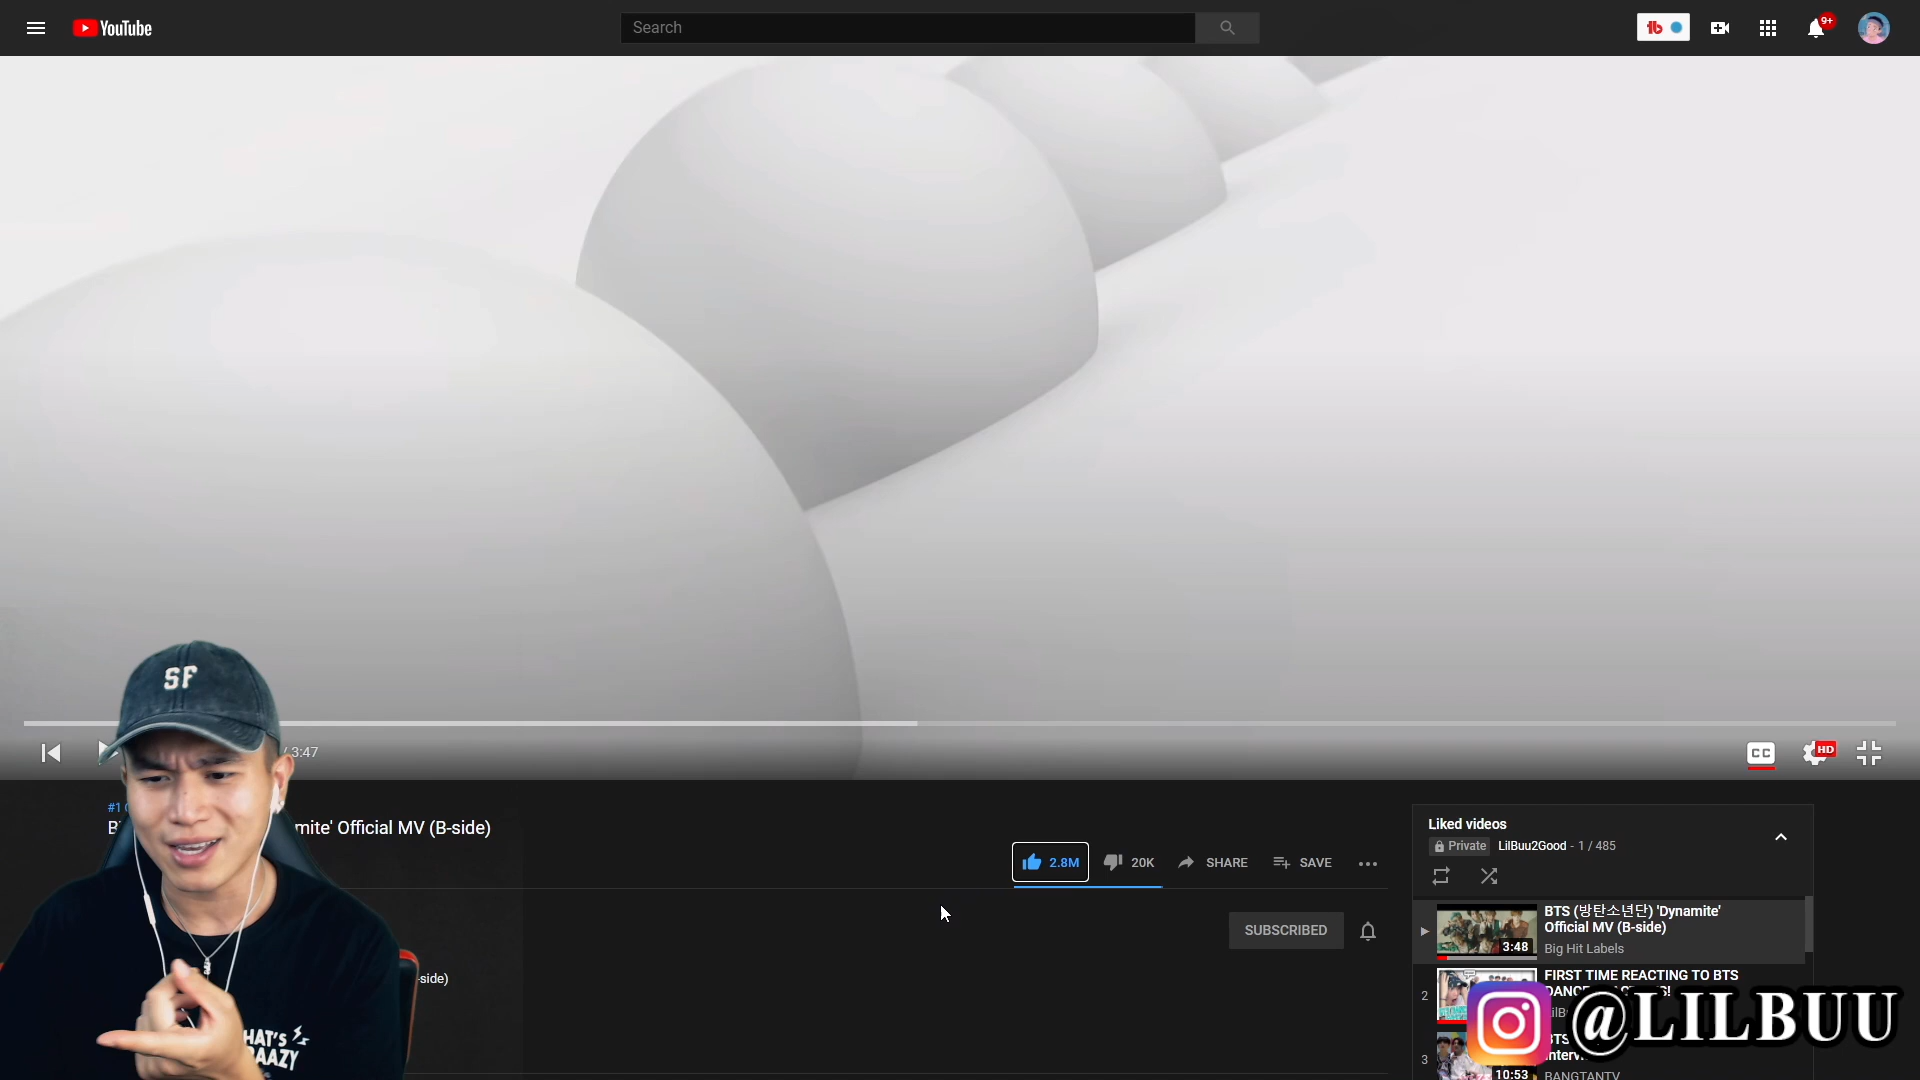 YouTube
Search
9+
SF
/ 3:47
CC
HD
#1
mite' Official MV (B-side)
2.8M
20K
SHARE
SAVE
SUBSCRIBED
-side)
Liked videos
Private LilBuu2Good - 1 / 485
BTS (방탄소년단) 'Dynamite'
Official MV (B-side)
3:48
Big Hit Labels
2
FIRST TIME REACTING TO BTS
3
10:53
BANGTANTV
@LILBUU